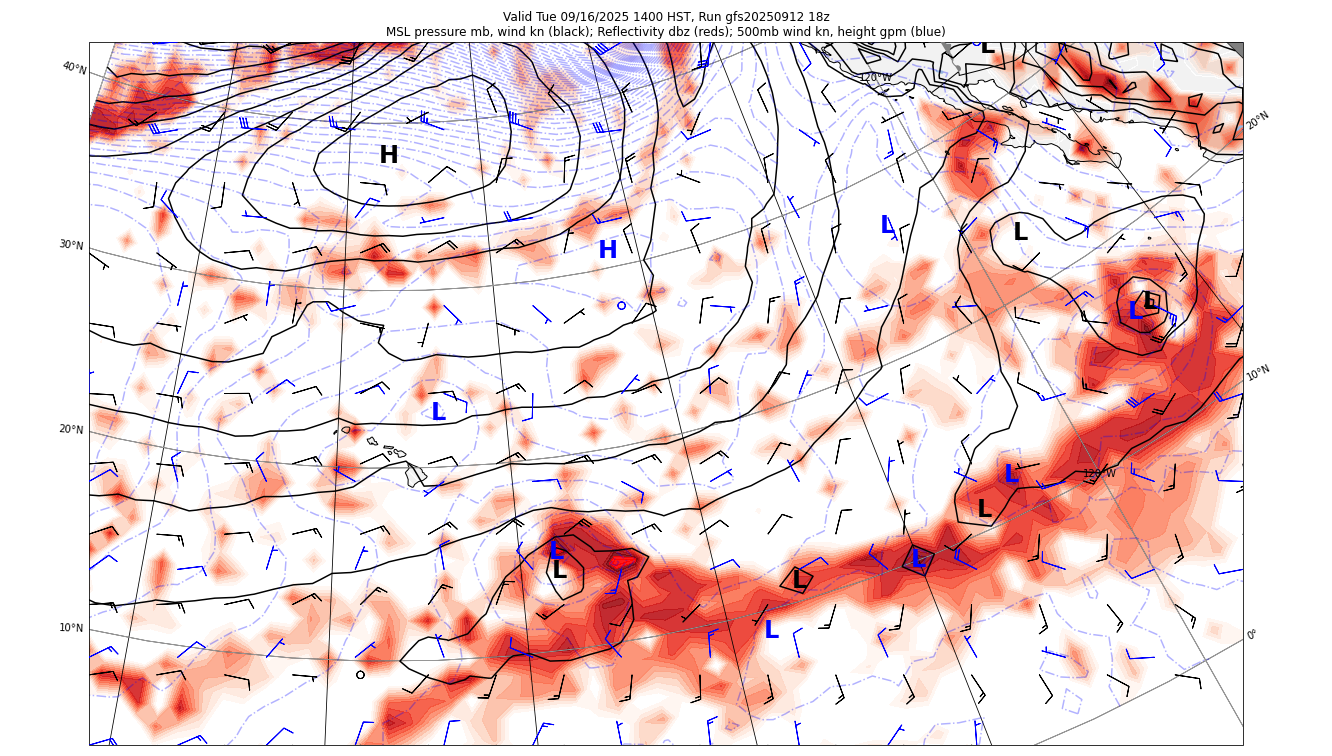 Valid Tue 09/16/2025 1400 HST, Run gfs20250912 18z
MSL pressure mb, wind kn (black); Reflectivity dbz (reds); 500mb wind kn, height gpm (blue)
L
40°N
120°W
20°N
H
L
L
30°N
H
L
L
10°N
L
20°N
L
120°W
L
L
L
L
L
10°N
L
0°